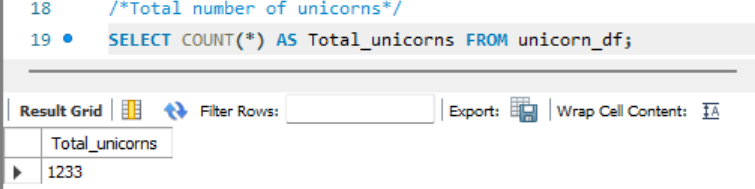 18 /*Total number of unicorns*/
19 SELECT COUNT(*) AS Total_unicorns FROM unicorn_df;
Result Grid Filter Rows: Export: Wrap Cell Content: IA
Total_unicorns
1233